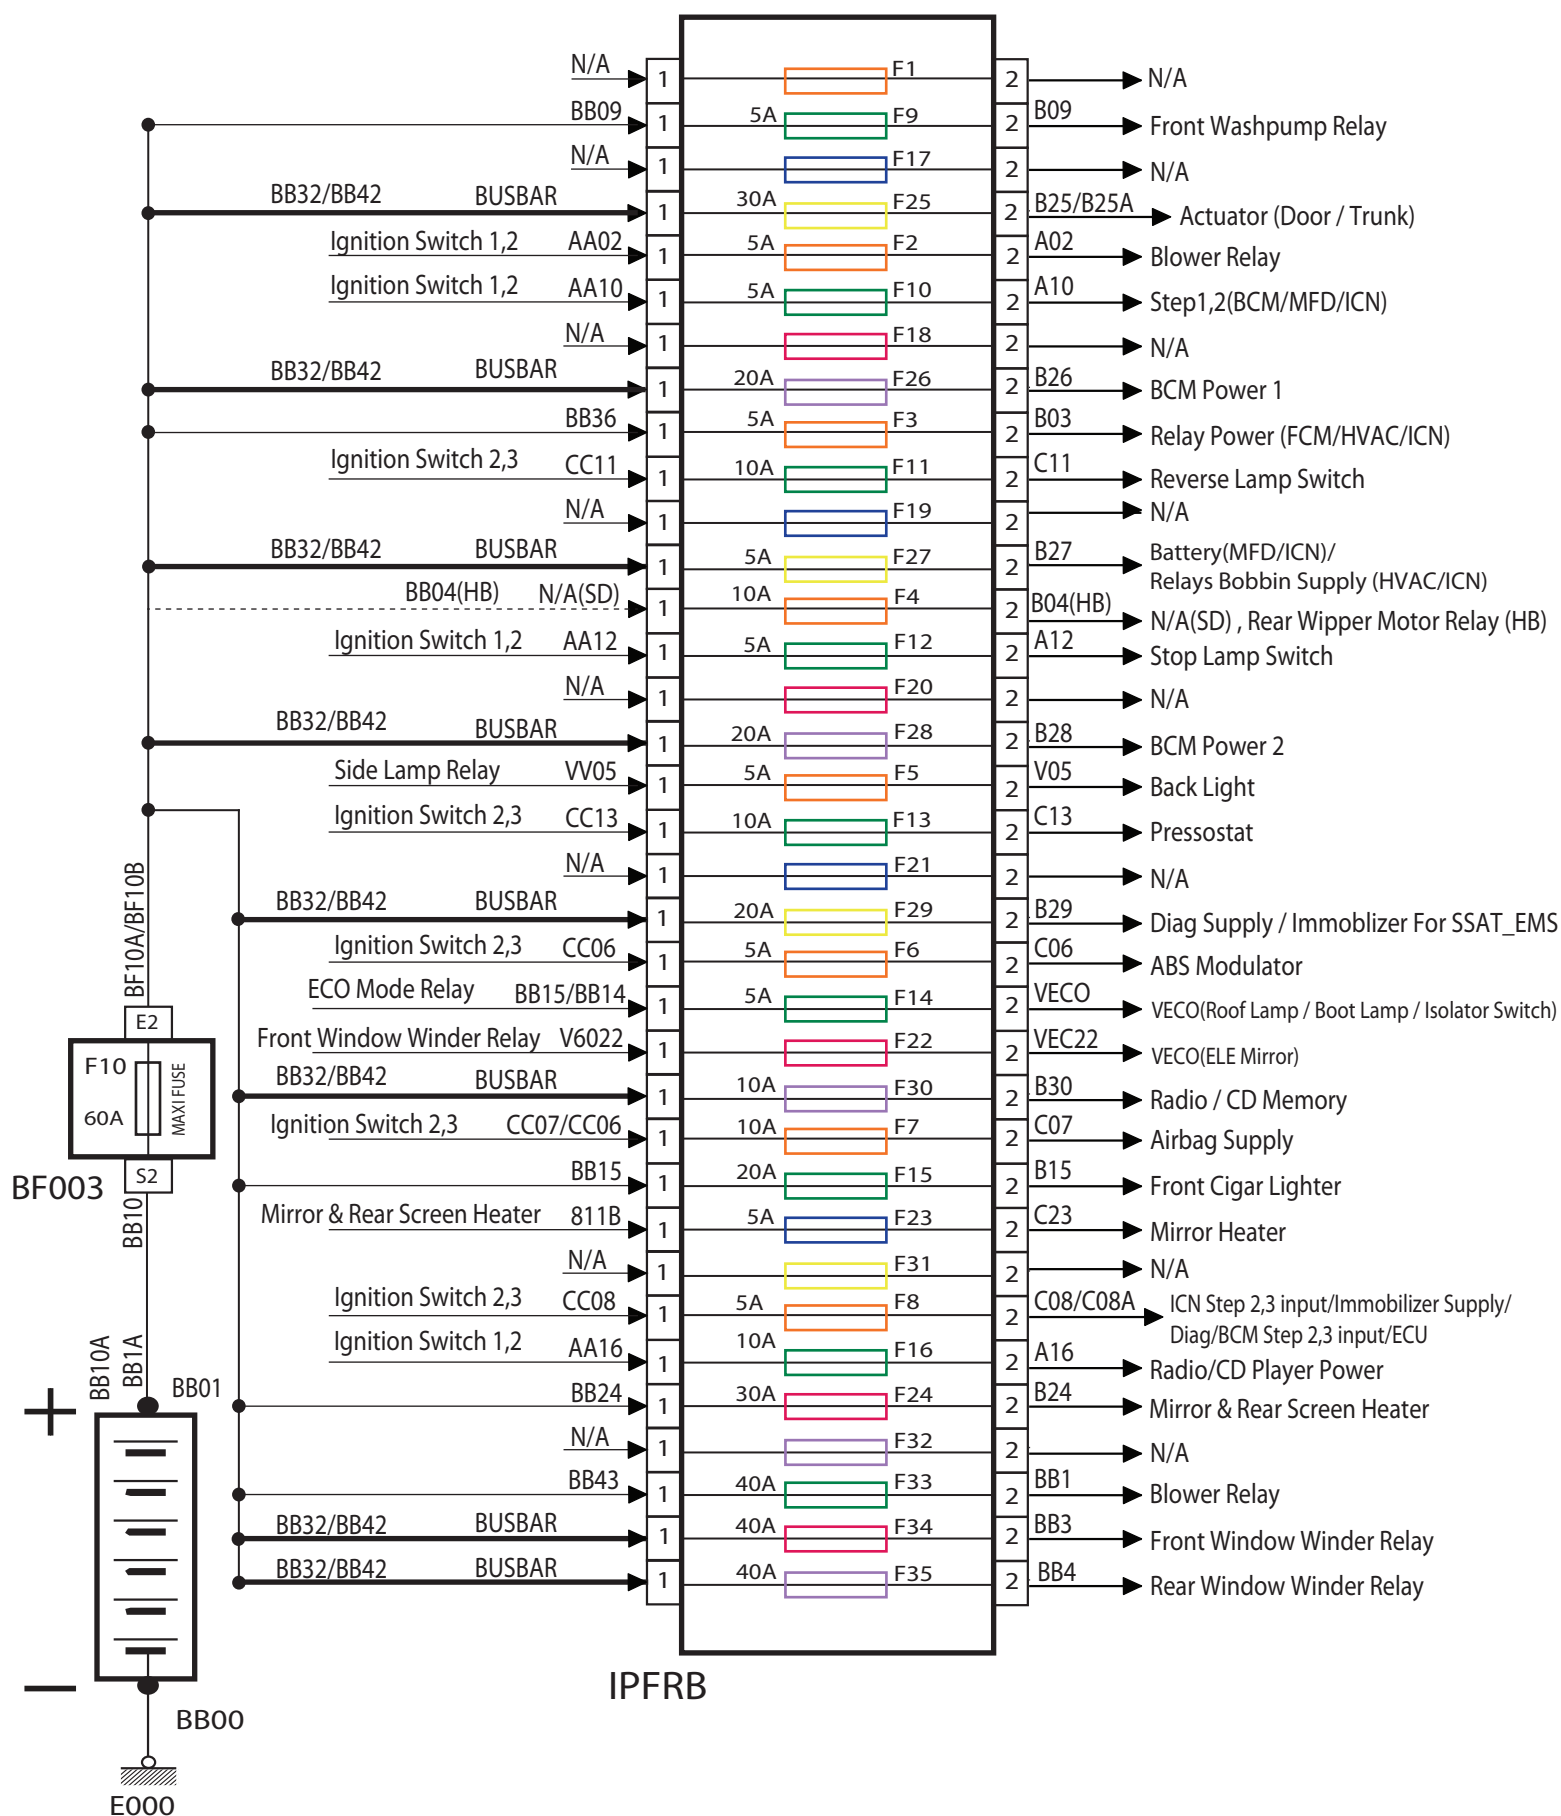 N/A 1 F1 2 N/A
BB09 1 5A F9 2 B09 Front Washpump Relay
N/A 1 F17 2 N/A
BB32/BB42 BUSBAR 1 30A F25 2 B25/B25A Actuator (Door / Trunk)
Ignition Switch 1,2 AA02 1 5A F2 2 A02 Blower Relay
Ignition Switch 1,2 AA10 1 5A F10 2 A10 Step1,2(BCM/MFD/ICN)
N/A 1 F18 2 N/A
BB32/BB42 BUSBAR 1 20A F26 2 B26 BCM Power 1
BB36 1 5A F3 2 B03 Relay Power (FCM/HVAC/ICN)
Ignition Switch 2,3 CC11 1 10A F11 2 C11 Reverse Lamp Switch
N/A 1 F19 2 N/A
BB32/BB42 BUSBAR 1 5A F27 2 B27 Battery(MFD/ICN)/
Relays Bobbin Supply (HVAC/ICN)
BB04(HB) N/A(SD) 1 10A F4 2 B04(HB) N/A(SD) , Rear Wipper Motor Relay (HB)
Ignition Switch 1,2 AA12 1 5A F12 2 A12 Stop Lamp Switch
N/A 1 F20 2 N/A
BB32/BB42 BUSBAR 1 20A F28 2 B28 BCM Power 2
Side Lamp Relay VV05 1 5A F5 2 V05 Back Light
Ignition Switch 2,3 CC13 1 10A F13 2 C13 Pressostat
N/A 1 F21 2 N/A
BB32/BB42 BUSBAR 1 20A F29 2 B29 Diag Supply / Immoblizer For SSAT_EMS
Ignition Switch 2,3 CC06 1 5A F6 2 C06 ABS Modulator
ECO Mode Relay BB15/BB14 1 5A F14 2 VECO VECO(Roof Lamp / Boot Lamp / Isolator Switch)
Front Window Winder Relay V6022 1 F22 2 VEC22 VECO(ELE Mirror)
BB32/BB42 BUSBAR 1 10A F30 2 B30 Radio / CD Memory
Ignition Switch 2,3 CC07/CC06 1 10A F7 2 C07 Airbag Supply
BB15 1 20A F15 2 B15 Front Cigar Lighter
Mirror & Rear Screen Heater 811B 1 5A F23 2 C23 Mirror Heater
N/A 1 F31 2 N/A
Ignition Switch 2,3 CC08 1 5A F8 2 C08/C08A ICN Step 2,3 input/Immobilizer Supply/
Diag/BCM Step 2,3 input/ECU
Ignition Switch 1,2 AA16 1 10A F16 2 A16 Radio/CD Player Power
BB24 1 30A F24 2 B24 Mirror & Rear Screen Heater
N/A 1 F32 2 N/A
BB43 1 40A F33 2 BB1 Blower Relay
BB32/BB42 BUSBAR 1 40A F34 2 BB3 Front Window Winder Relay
BB32/BB42 BUSBAR 1 40A F35 2 BB4 Rear Window Winder Relay
IPFRB
BF10A/BF10B
E2
F10
60A
MAXI FUSE
S2
BF003
BB10
BB10A
BB1A
BB01
+
−
BB00
E000